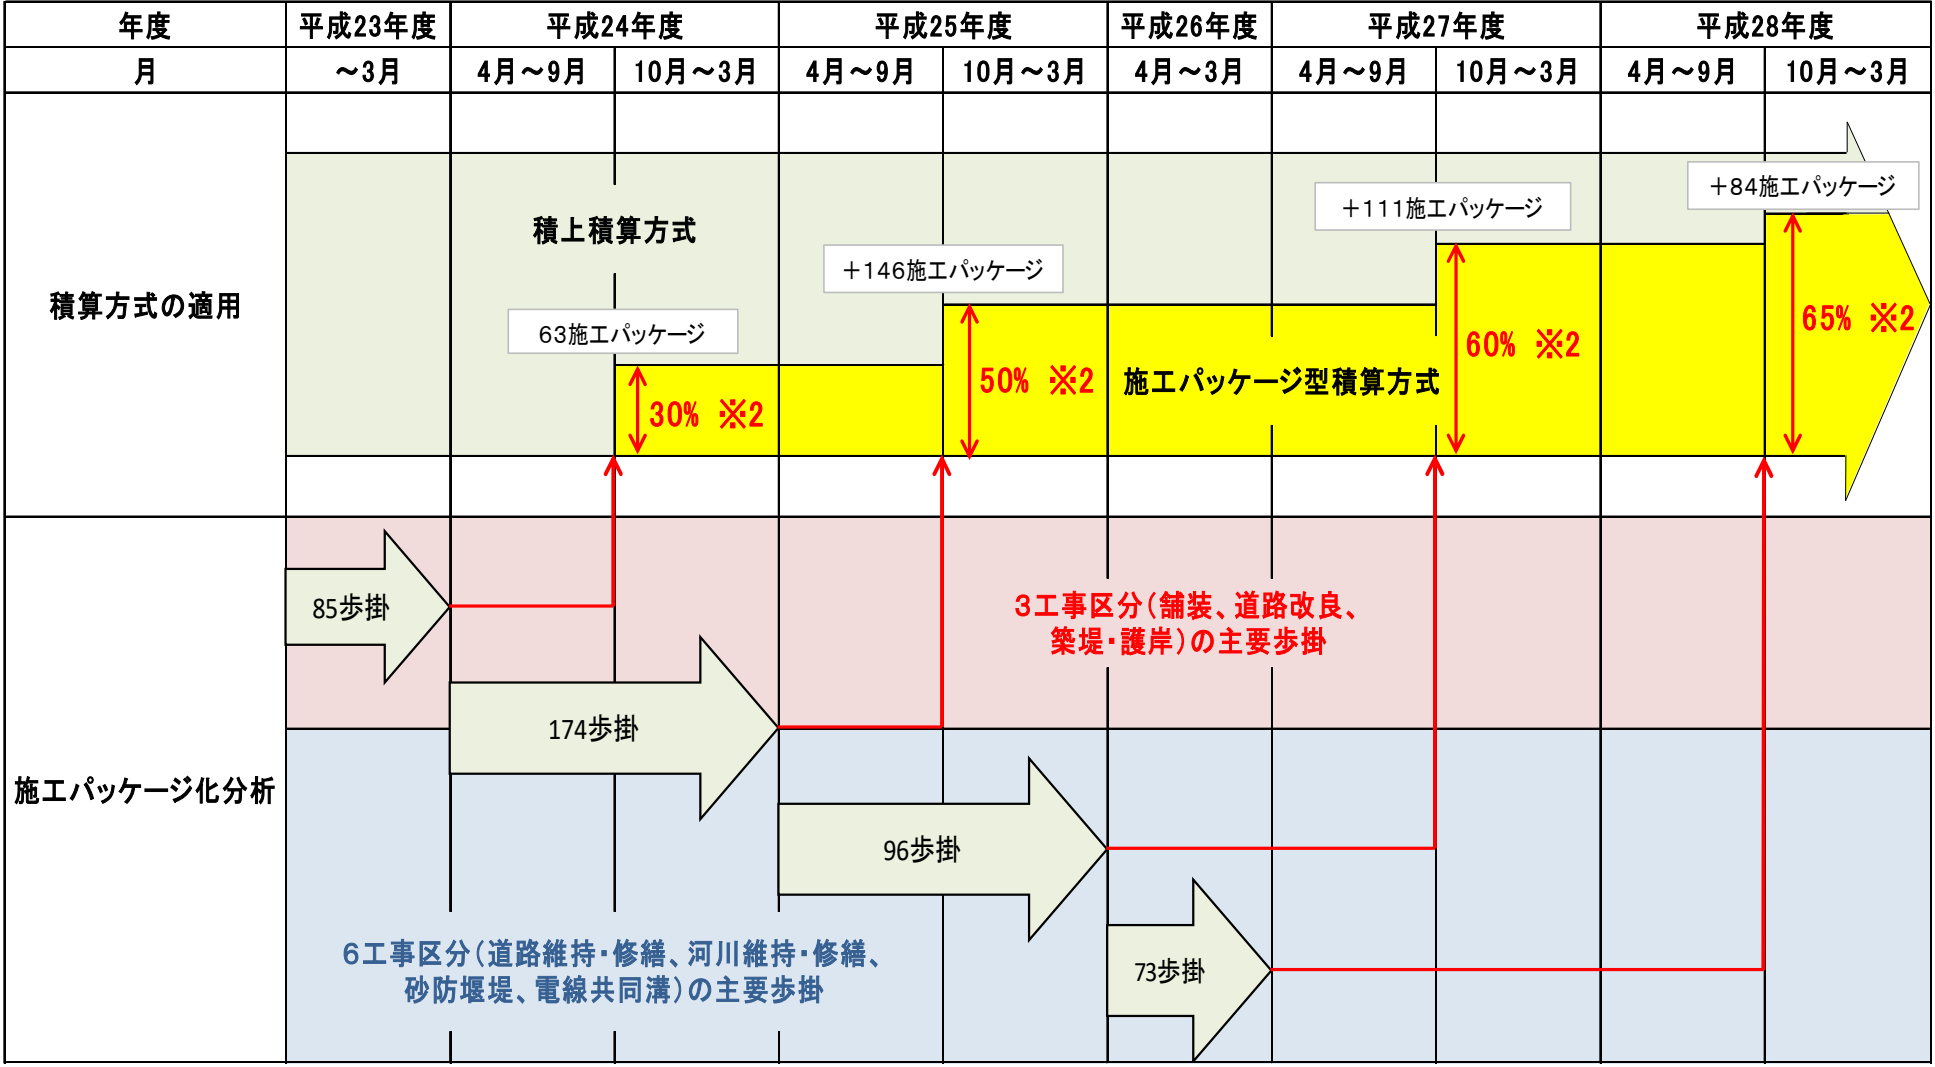 年度 平成23年度 平成24年度 平成25年度 平成26年度 平成27年度 平成28年度
月 ～3月 4月～9月 10月～3月 4月～9月 10月～3月 4月～3月 4月～9月 10月～3月 4月～9月 10月～3月
積算方式の適用
積上積算方式
63施工パッケージ
＋146施工パッケージ
＋111施工パッケージ
＋84施工パッケージ
30% ※2
50% ※2
施工パッケージ型積算方式
60% ※2
65% ※2
施工パッケージ化分析
85歩掛
174歩掛
96歩掛
73歩掛
3工事区分（舗装、道路改良、
築堤・護岸）の主要歩掛
6工事区分（道路維持・修繕、河川維持・修繕、
砂防堰堤、電線共同溝）の主要歩掛